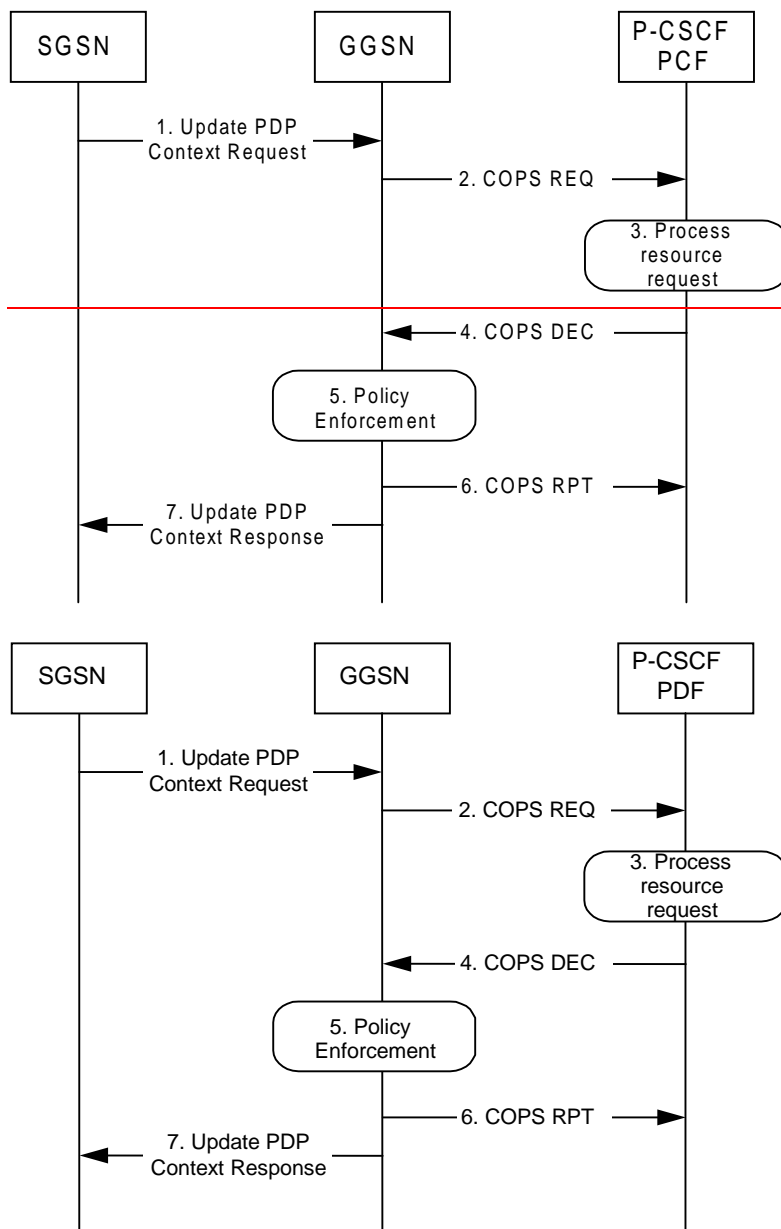 SGSN
GGSN
P-CSCF
PCF
1. Update PDP
Context Request
2. COPS REQ
3. Process
resource
request
4. COPS DEC
5. Policy
Enforcement
6. COPS RPT
7. Update PDP
Context Response
SGSN
GGSN
P-CSCF
PDF
1. Update PDP
Context Request
2. COPS REQ
3. Process
resource
request
4. COPS DEC
5. Policy
Enforcement
6. COPS RPT
7. Update PDP
Context Response